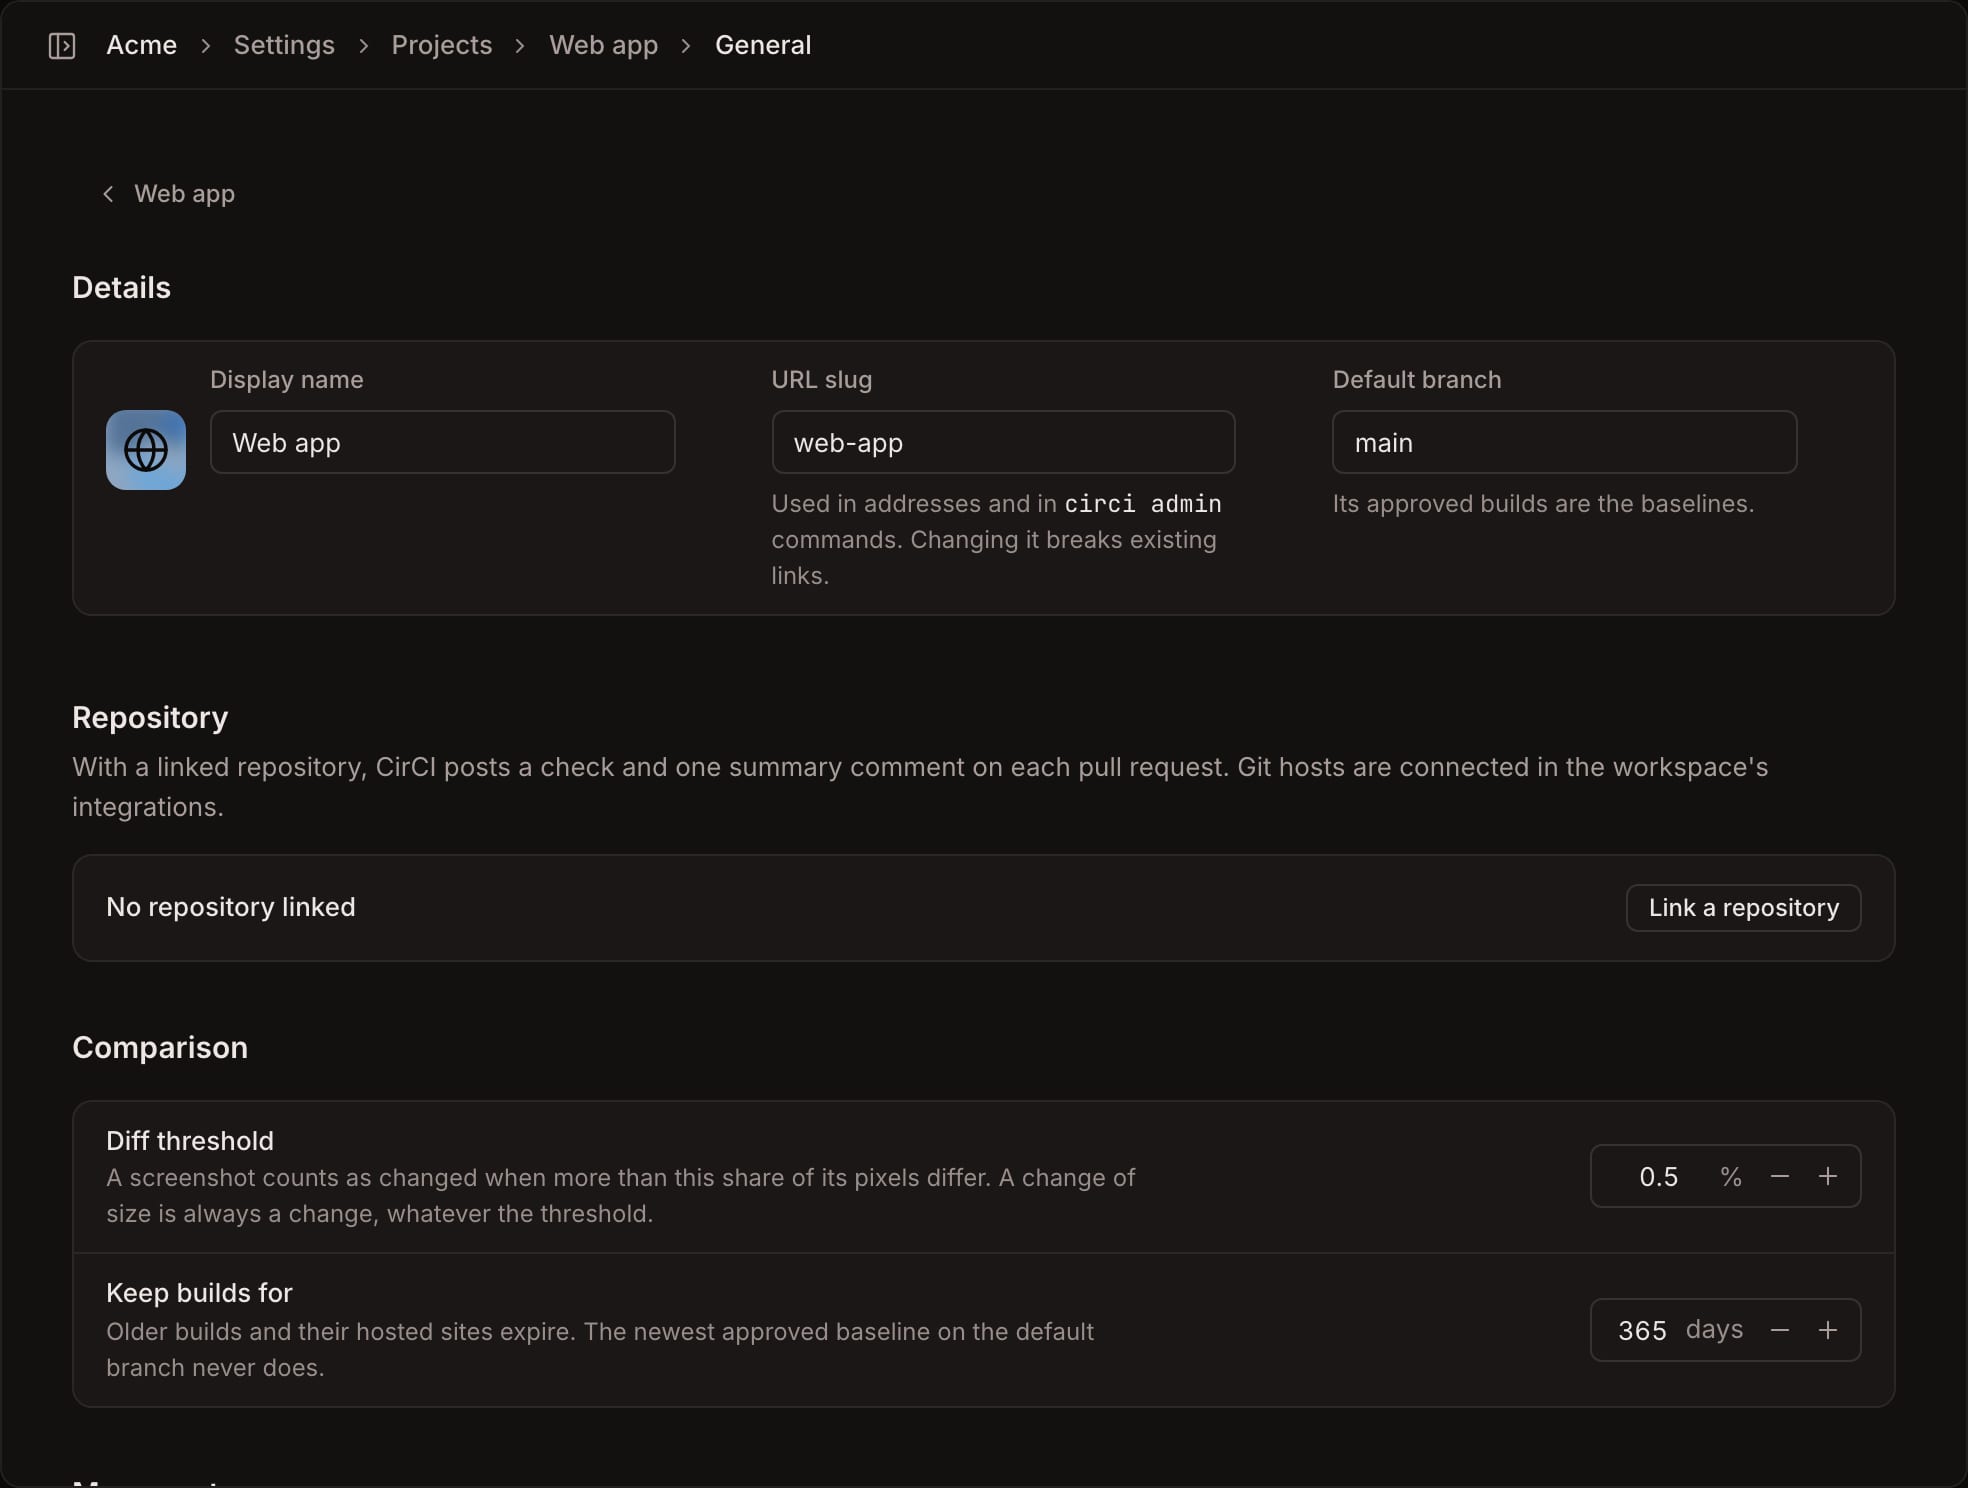 Acme > Settings > Projects > Web app > General
Web app
Details
Display name
Web app
URL slug
web-app
Used in addresses and in circi admin
commands. Changing it breaks existing
links.
Default branch
main
Its approved builds are the baselines.
Repository
With a linked repository, CirCI posts a check and one summary comment on each pull request. Git hosts are connected in the workspace's
integrations.
No repository linked
Link a repository
Comparison
Diff threshold
A screenshot counts as changed when more than this share of its pixels differ. A change of
size is always a change, whatever the threshold.
0.5 % − +
Keep builds for
Older builds and their hosted sites expire. The newest approved baseline on the default
branch never does.
365 days − +